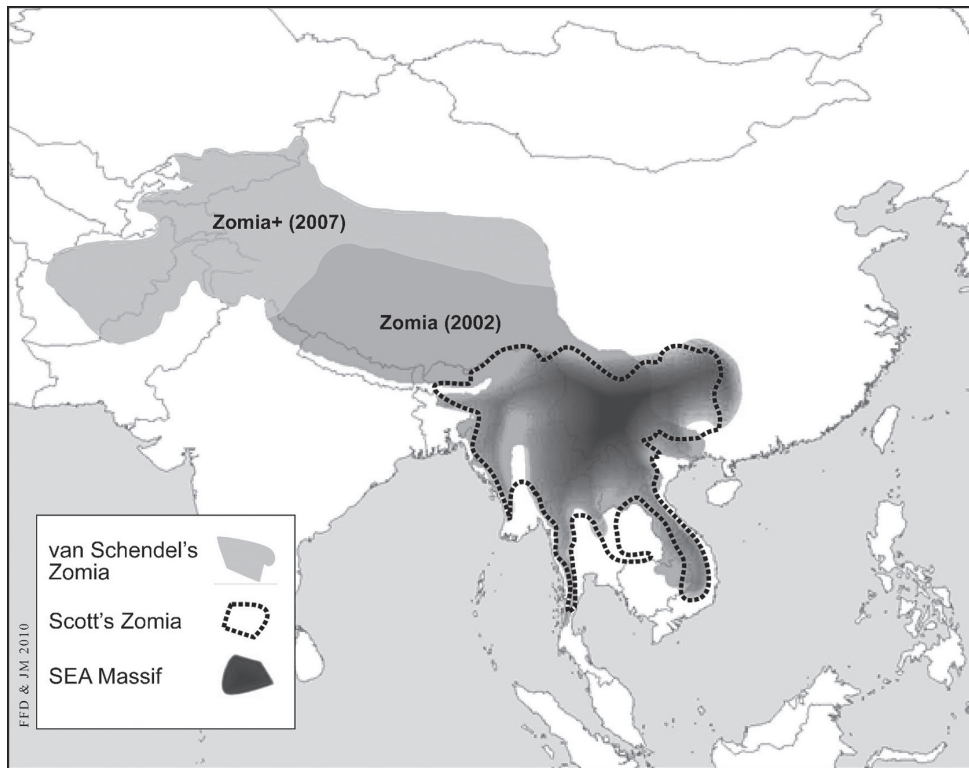 Zomia+ (2007)
Zomia (2002)
van Schendel's
Zomia
Scott's Zomia
SEA Massif
FFD & JM 2010